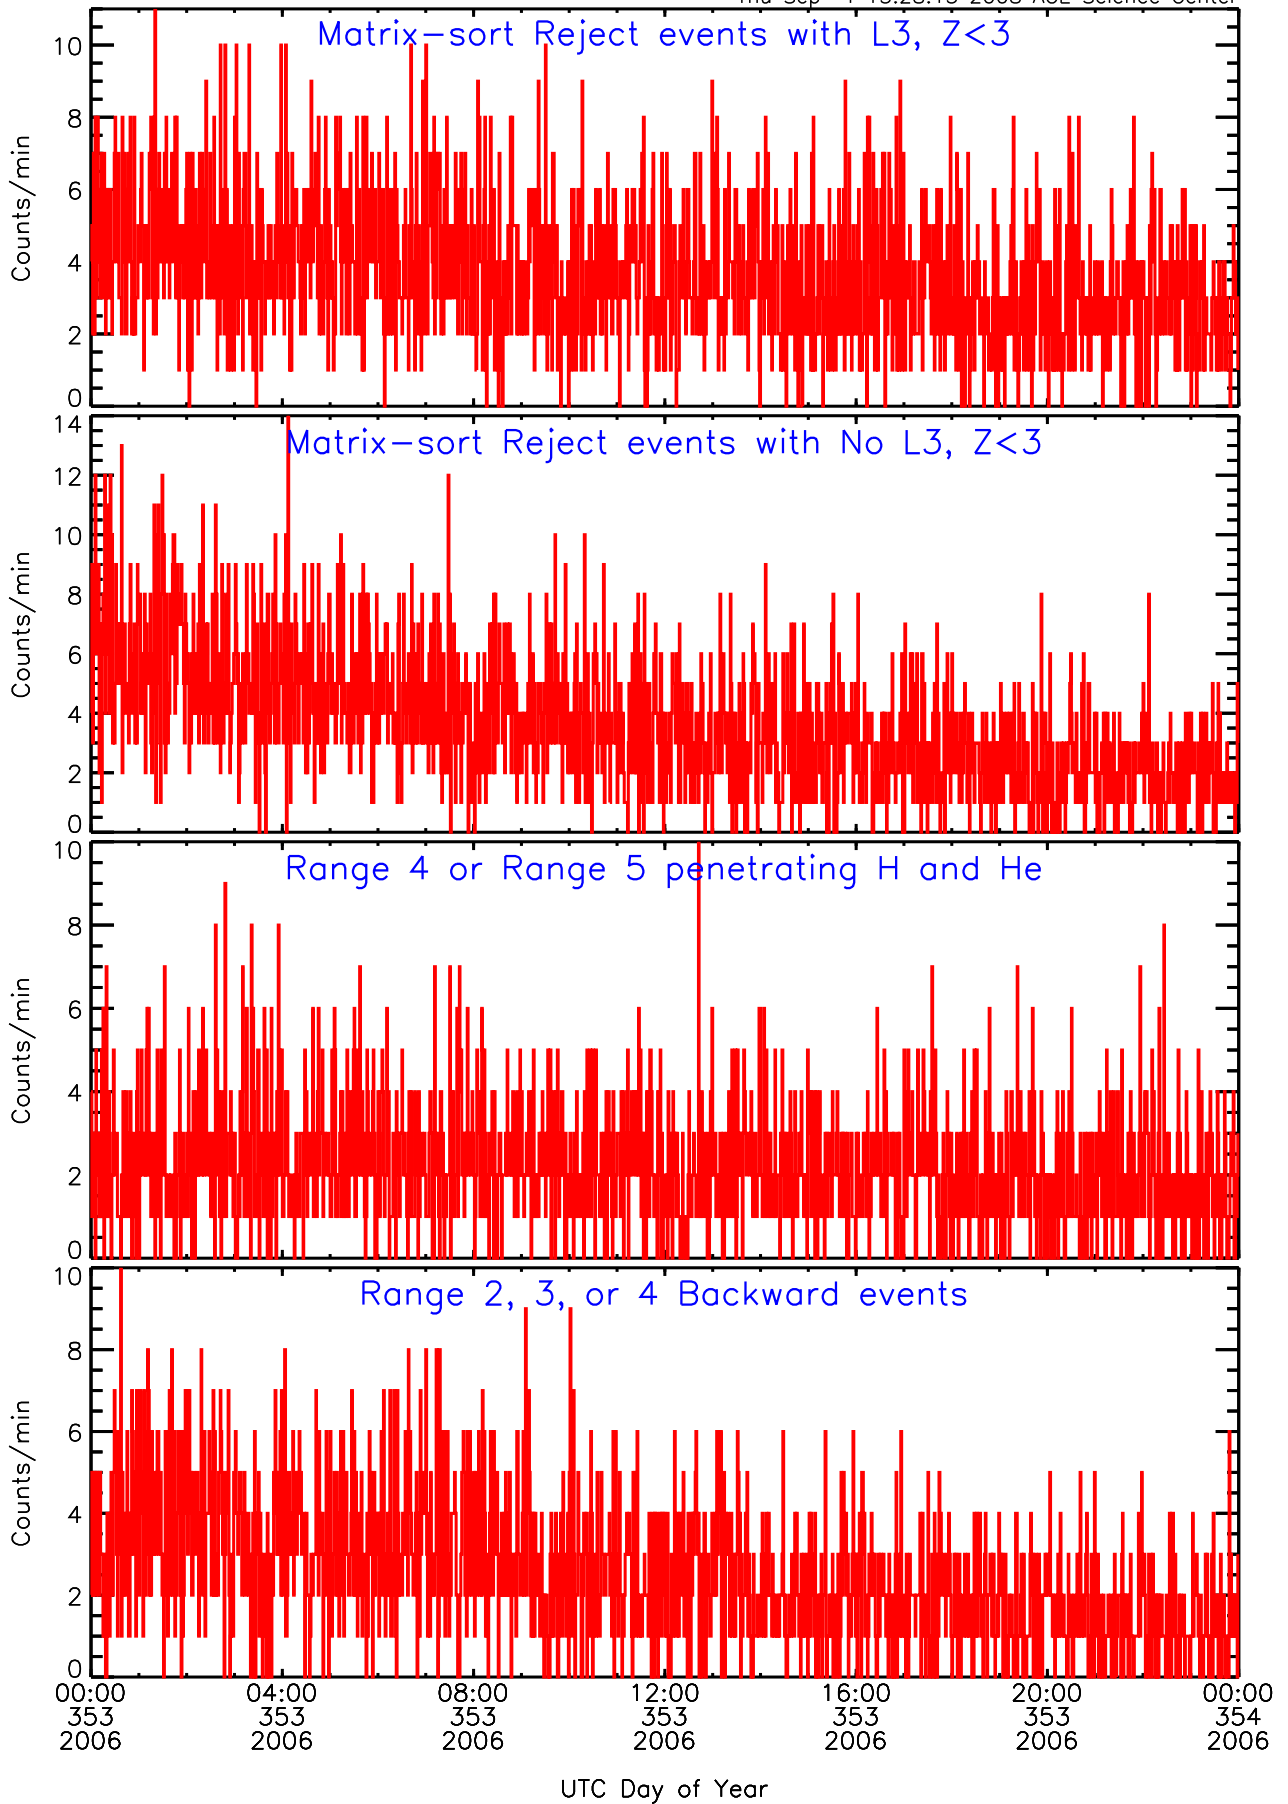 Matrix-sort Reject events with L3, Z<3
10
8
6
4
2
0
Counts/min
Matrix-sort Reject events with No L3, Z<3
14
12
10
8
6
4
2
0
Counts/min
Range 4 or Range 5 penetrating H and He
10
8
6
4
2
0
Counts/min
Range 2, 3, or 4 Backward events
10
8
6
4
2
0
Counts/min
00:00 04:00 08:00 12:00 16:00 20:00 00:00
353 353 353 353 353 353 354
2006 2006 2006 2006 2006 2006 2006
UTC Day of Year